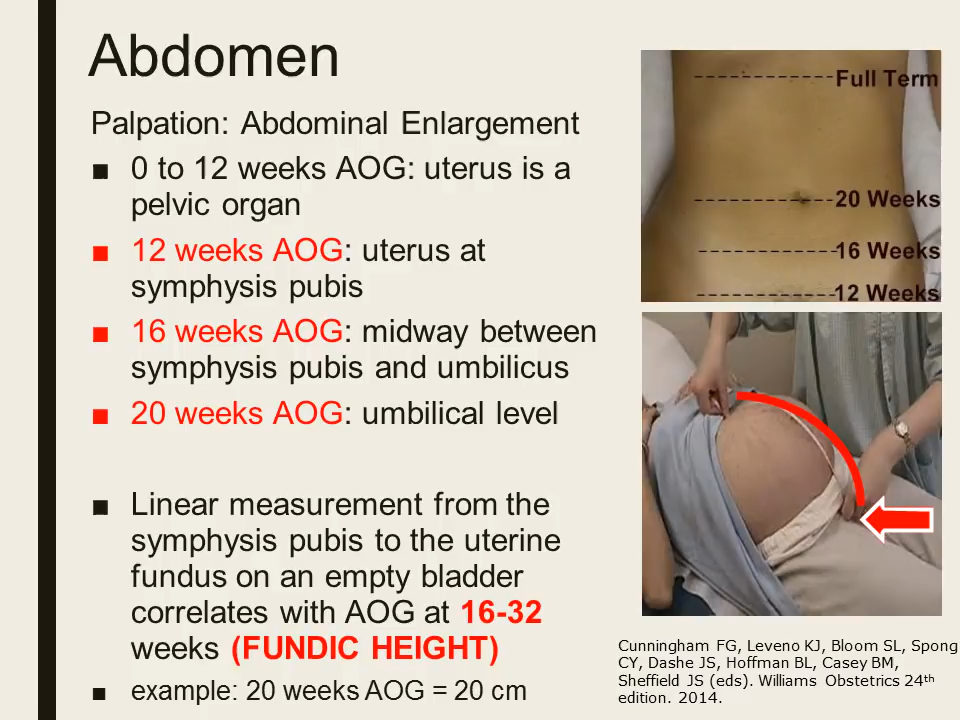 Abdomen
Palpation: Abdominal Enlargement
■ 0 to 12 weeks AOG: uterus is a
pelvic organ
■ 12 weeks AOG: uterus at
symphysis pubis
■ 16 weeks AOG: midway between
symphysis pubis and umbilicus
■ 20 weeks AOG: umbilical level
■ Linear measurement from the
symphysis pubis to the uterine
fundus on an empty bladder
correlates with AOG at 16-32
weeks (FUNDIC HEIGHT)
■ example: 20 weeks AOG = 20 cm
Full Term
20 Weeks
16 Weeks
12 Weeks
Cunningham FG, Leveno KJ, Bloom SL, Spong
CY, Dashe JS, Hoffman BL, Casey BM,
Sheffield JS (eds). Williams Obstetrics 24th
edition. 2014.